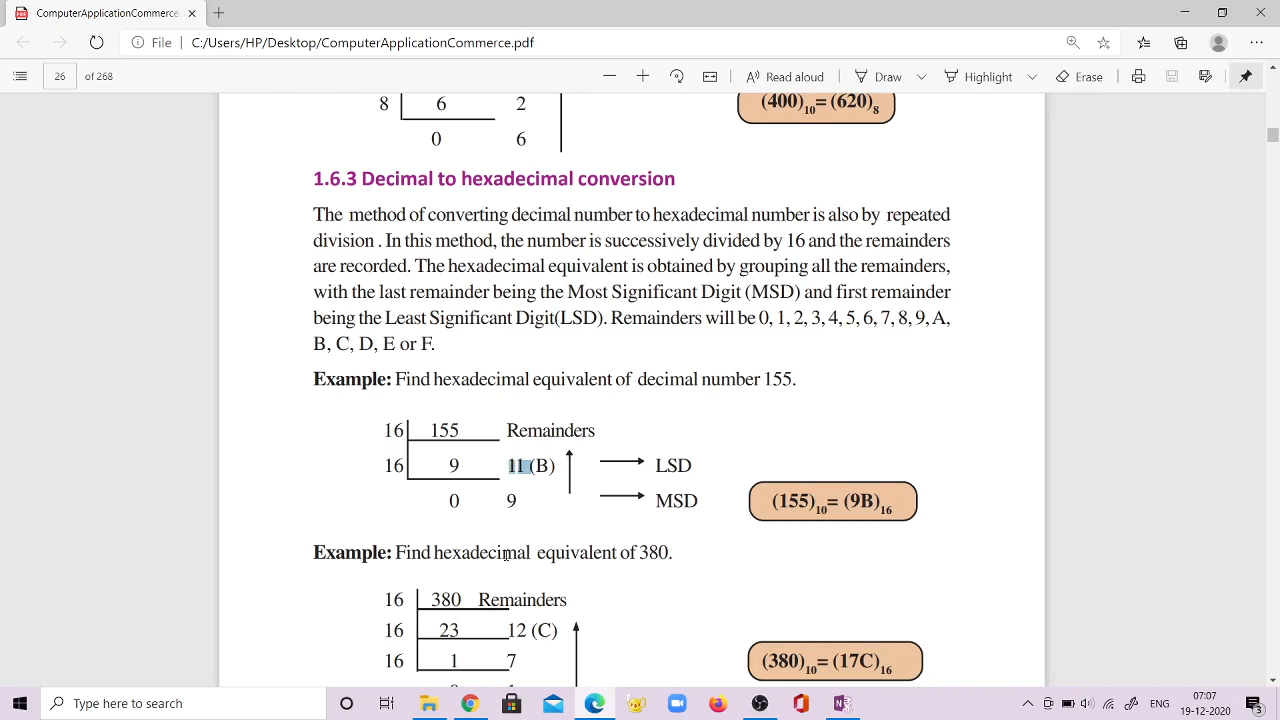 ComputerApplicationCommerce.pdf
File C:/Users/HP/Desktop/ComputerApplicationCommerce.pdf
26 of 268 Read aloud Draw Highlight Erase
8 6 2
(400)10= (620)8
0 6
1.6.3 Decimal to hexadecimal conversion
The method of converting decimal number to hexadecimal number is also by repeated
division . In this method, the number is successively divided by 16 and the remainders
are recorded. The hexadecimal equivalent is obtained by grouping all the remainders,
with the last remainder being the Most Significant Digit (MSD) and first remainder
being the Least Significant Digit(LSD). Remainders will be 0, 1, 2, 3, 4, 5, 6, 7, 8, 9, A,
B, C, D, E or F.
Example: Find hexadecimal equivalent of decimal number 155.
16 155 Remainders
16 9 11 (B) LSD
0 9 MSD (155)10= (9B)16
Example: Find hexadecimal equivalent of 380.
16 380 Remainders
16 23 12 (C)
16 1 7 (380)10= (17C)16
Type here to search
ENG
07:07
19-12-2020
3